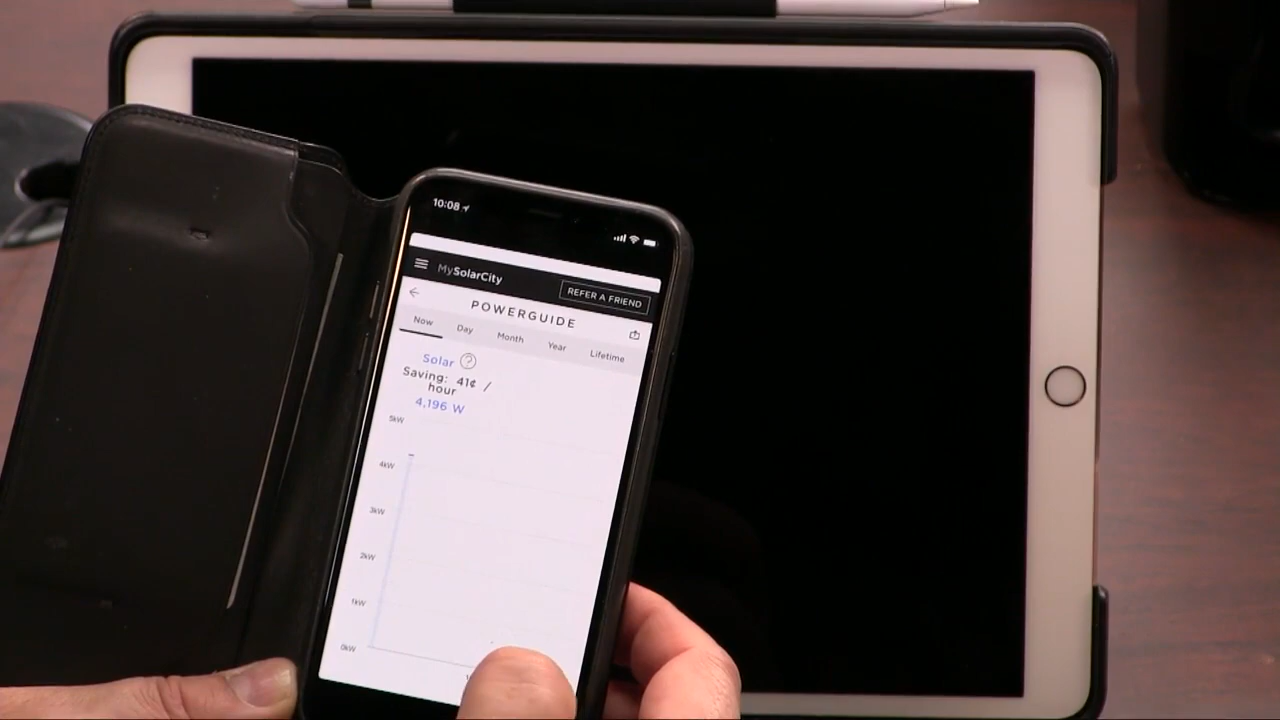 10:08
MySolarCity
REFER A FRIEND
POWERGUIDE
Now Day Month Year Lifetime
Solar ?
Saving: 41¢ /
hour
4,196 W
5kW
4kW
3kW
2kW
1kW
0kW